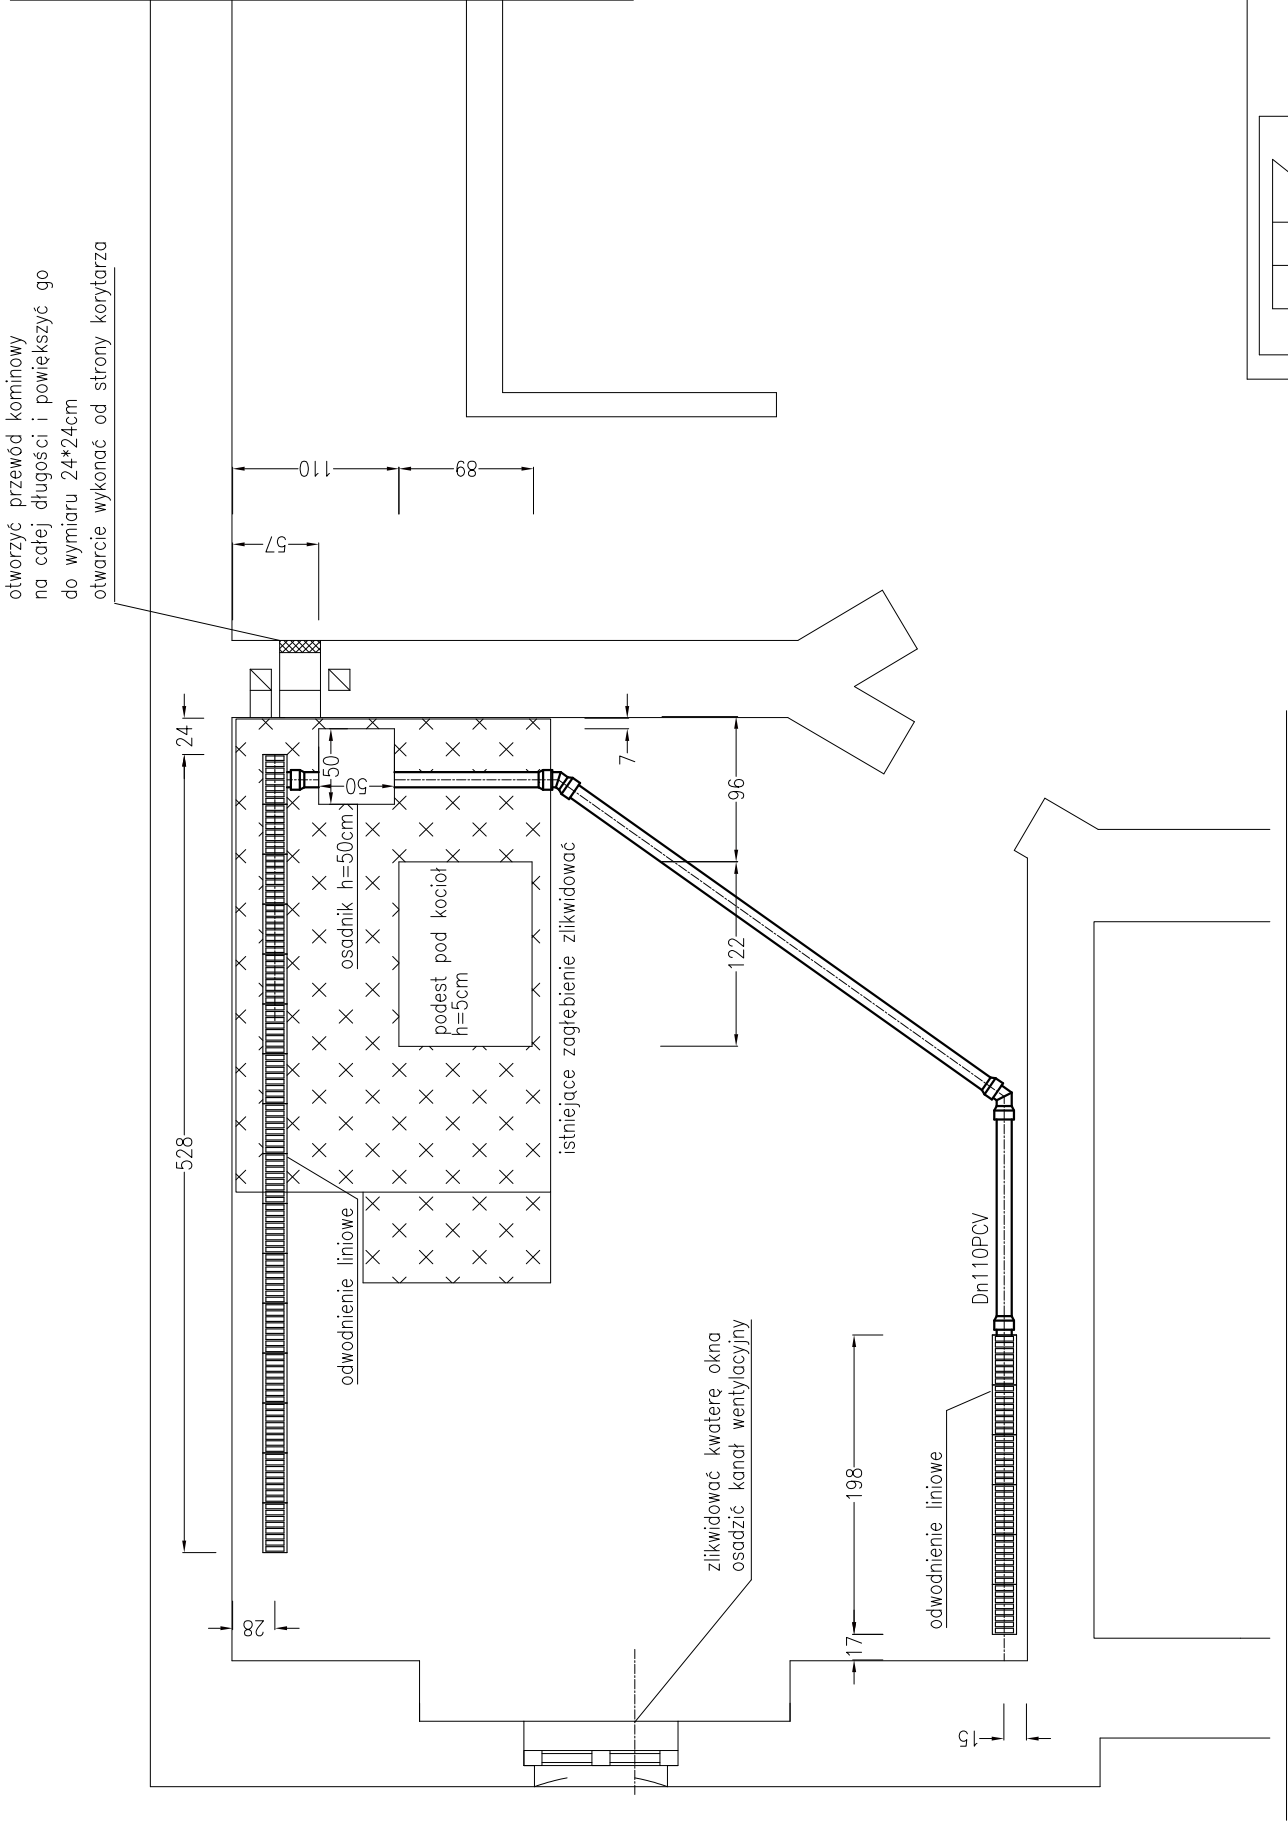 otworzyć przewód kominowy
na całej długości i powiększyć go
do wymiaru 24*24cm
otwarcie wykonać od strony korytarza
110
89
57
24
528
28
50
50
osadnik h=50cm
podest pod kocioł
h=5cm
istniejące zagłębienie zlikwidować
odwodnienie liniowe
7
96
122
Dn110PCV
zlikwidować kwaterę okna
osadzić kanał wentylacyjny
198
17
odwodnienie liniowe
15